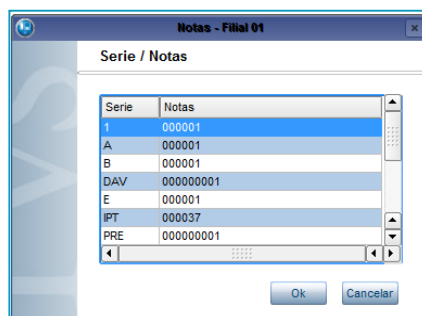 Notas - Filial 01
Serie / Notas
Serie Notas
1 000001
A 000001
B 000001
DAV 000000001
E 000001
IPT 000037
PRE 000000001
Ok Cancelar